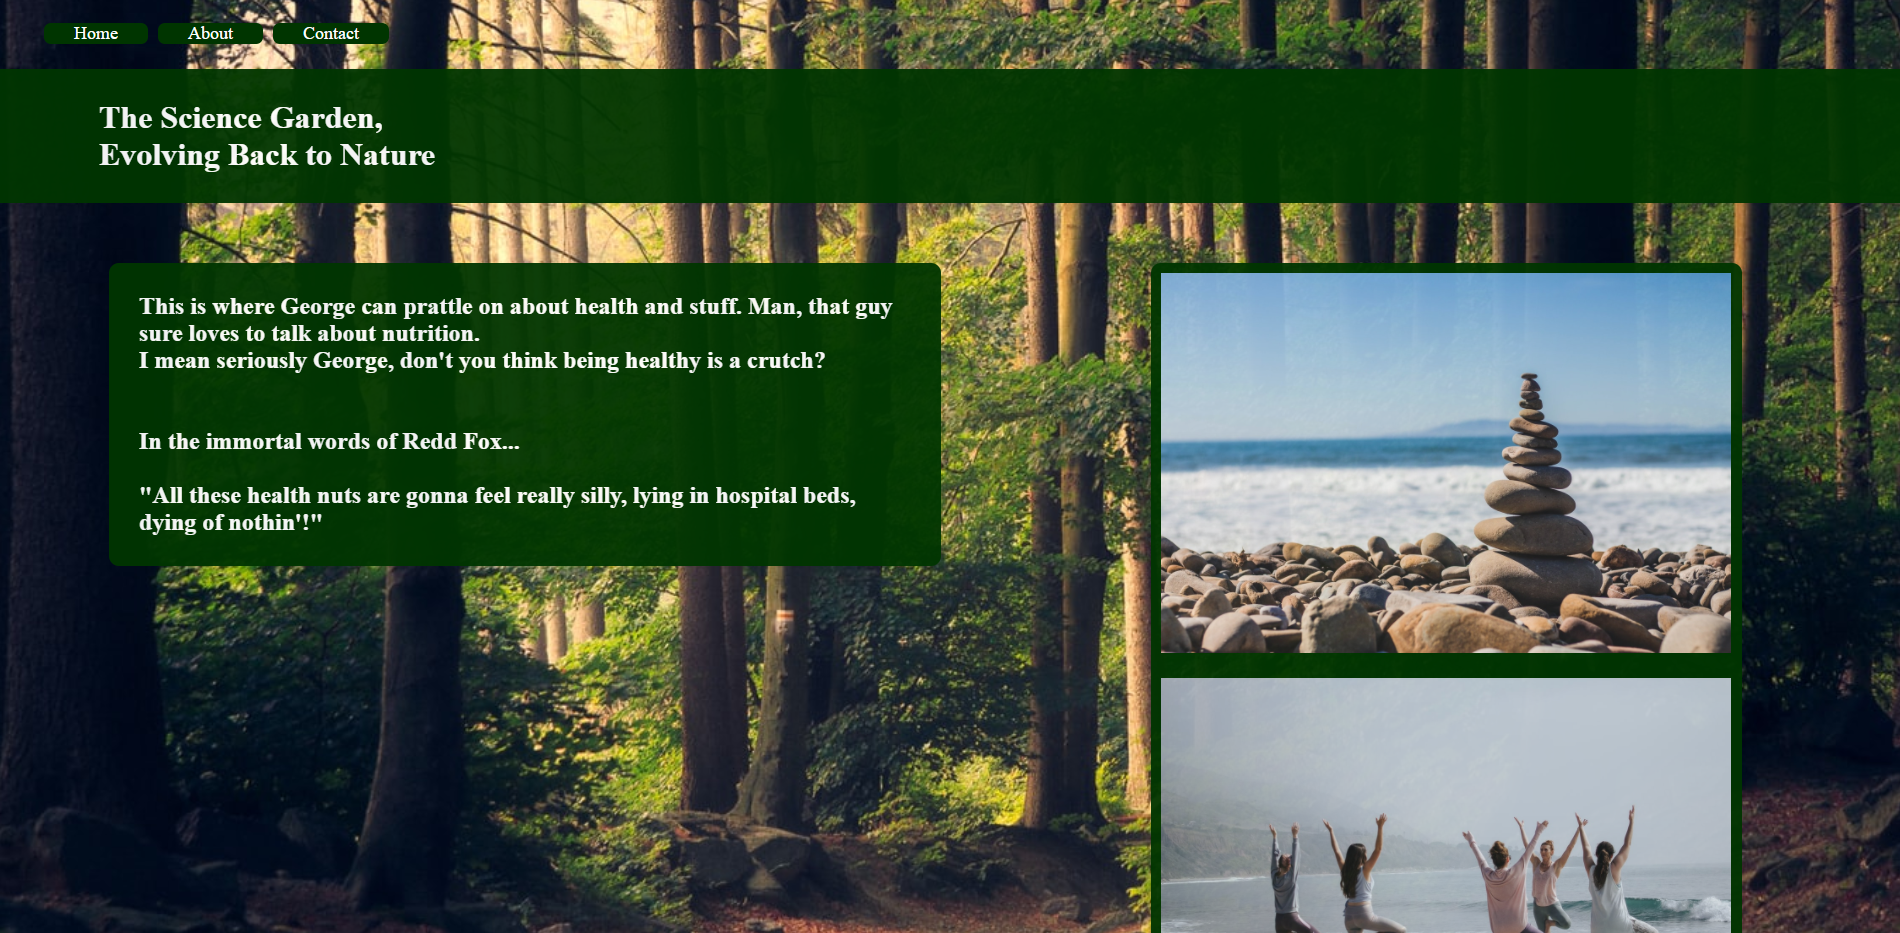 Home About Contact
The Science Garden,
Evolving Back to Nature
This is where George can prattle on about health and stuff. Man, that guy
sure loves to talk about nutrition.
I mean seriously George, don't you think being healthy is a crutch?
In the immortal words of Redd Fox...
"All these health nuts are gonna feel really silly, lying in hospital beds,
dying of nothin'!"